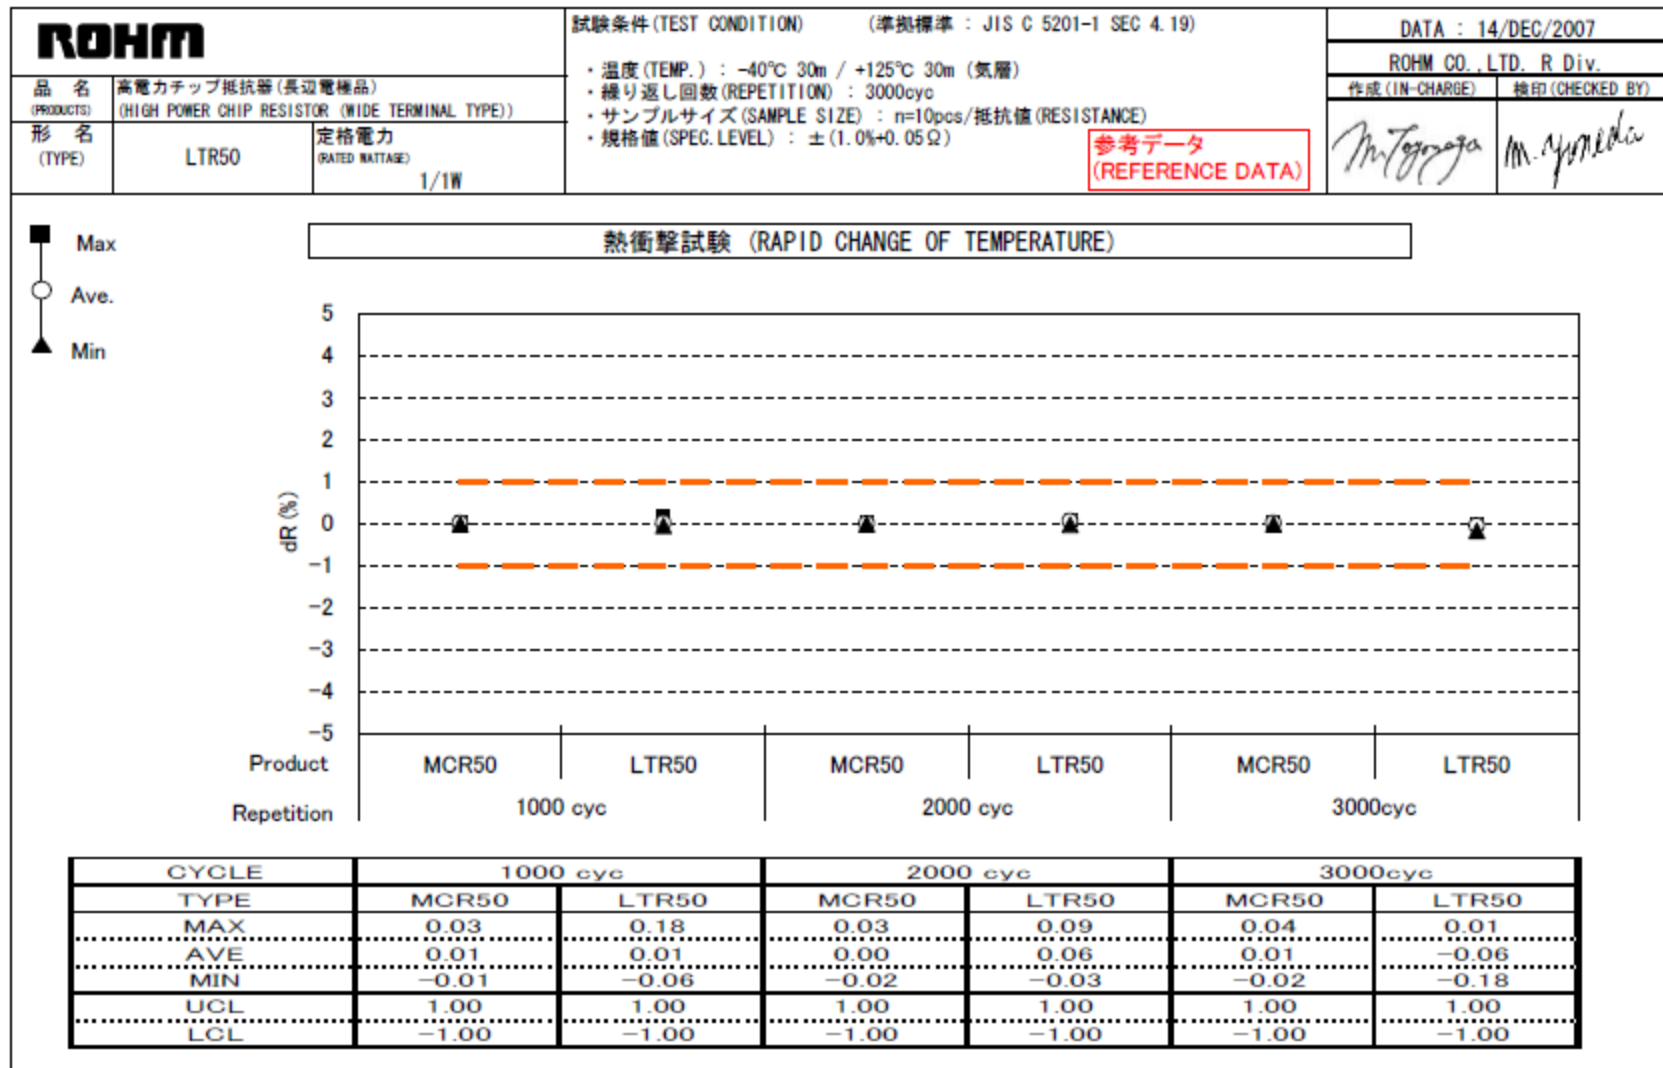 ROHM
品 名
(PRODUCTS)
高電力チップ抵抗器(長辺電極品)
(HIGH POWER CHIP RESISTOR (WIDE TERMINAL TYPE))
形 名
(TYPE)
LTR50
定格電力
(RATED WATTAGE)
1/1W
試験条件(TEST CONDITION) (準拠標準 : JIS C 5201-1 SEC 4.19)
・温度(TEMP.) : -40℃ 30m / +125℃ 30m (気層)
・繰り返し回数(REPETITION) : 3000cyc
・サンプルサイズ(SAMPLE SIZE) : n=10pcs/抵抗値(RESISTANCE)
・規格値(SPEC.LEVEL) : ±(1.0%+0.05Ω)
参考データ
(REFERENCE DATA)
DATA : 14/DEC/2007
ROHM CO.,LTD. R Div.
作成(IN-CHARGE) 検印(CHECKED BY)
M. Yoneda
Max
Ave.
Min
熱衝撃試験 (RAPID CHANGE OF TEMPERATURE)
dR(%)
5
4
3
2
1
0
-1
-2
-3
-4
-5
Product MCR50 LTR50 MCR50 LTR50 MCR50 LTR50
Repetition 1000 cyc 2000 cyc 3000cyc
CYCLE 1000 cyc 2000 cyc 3000cyc
TYPE MCR50 LTR50 MCR50 LTR50 MCR50 LTR50
MAX 0.03 0.18 0.03 0.09 0.04 0.01
AVE 0.01 0.01 0.00 0.06 0.01 -0.06
MIN -0.01 -0.06 -0.02 -0.03 -0.02 -0.18
UCL 1.00 1.00 1.00 1.00 1.00 1.00
LCL -1.00 -1.00 -1.00 -1.00 -1.00 -1.00